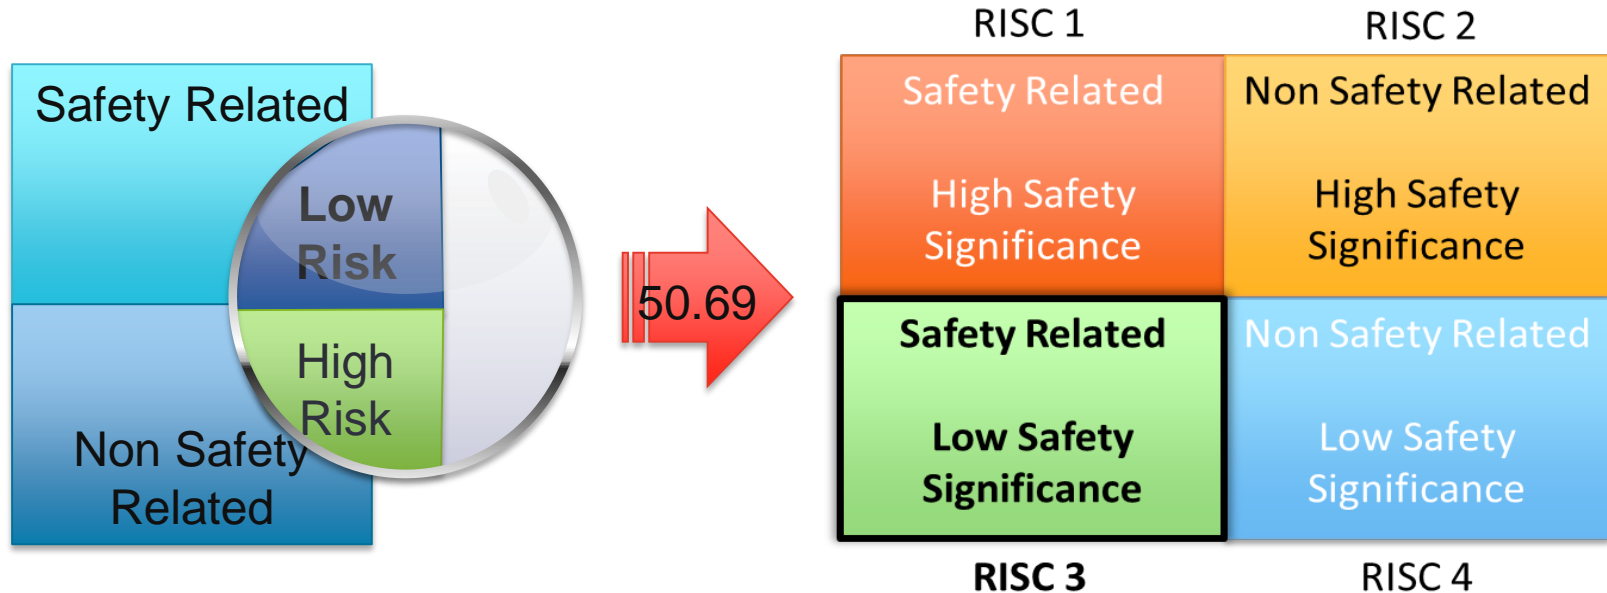 Safety Related
Low
Risk
High
Risk
Non Safety
Related
50.69
RISC 1
RISC 2
Safety Related
High Safety
Significance
Non Safety Related
High Safety
Significance
Safety Related
Low Safety
Significance
Non Safety Related
Low Safety
Significance
RISC 3
RISC 4